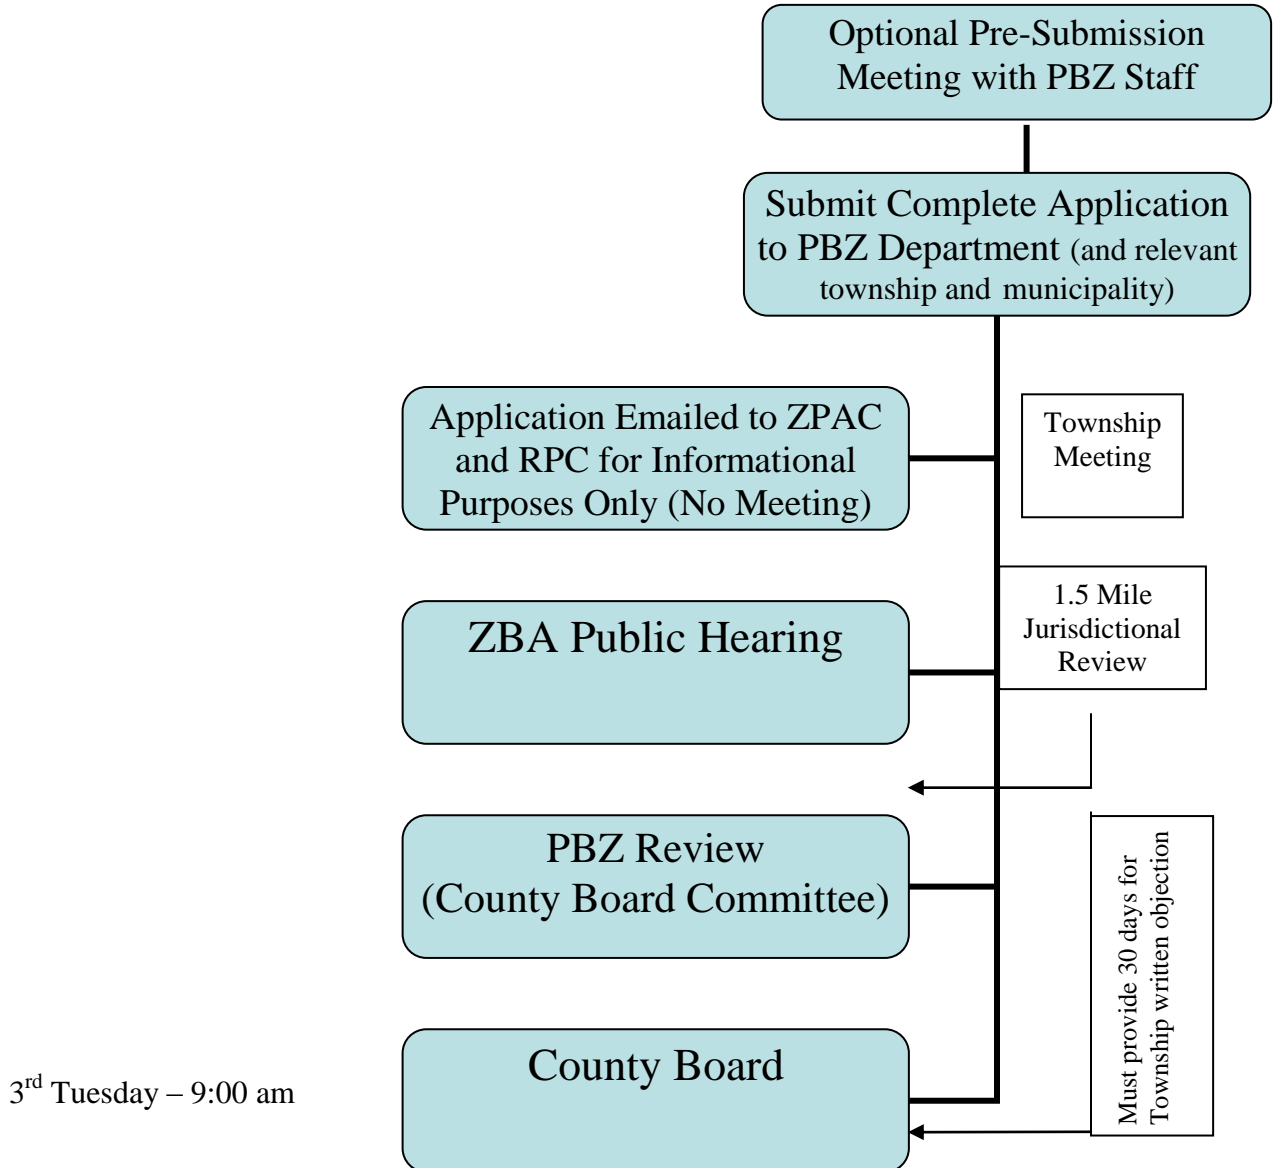 Optional Pre-Submission
Meeting with PBZ Staff
Submit Complete Application
to PBZ Department (and relevant
township and municipality)
Application Emailed to ZPAC
and RPC for Informational
Purposes Only (No Meeting)
Township
Meeting
ZBA Public Hearing
1.5 Mile
Jurisdictional
Review
PBZ Review
(County Board Committee)
Must provide 30 days for
Township written objection
County Board
3rd Tuesday – 9:00 am